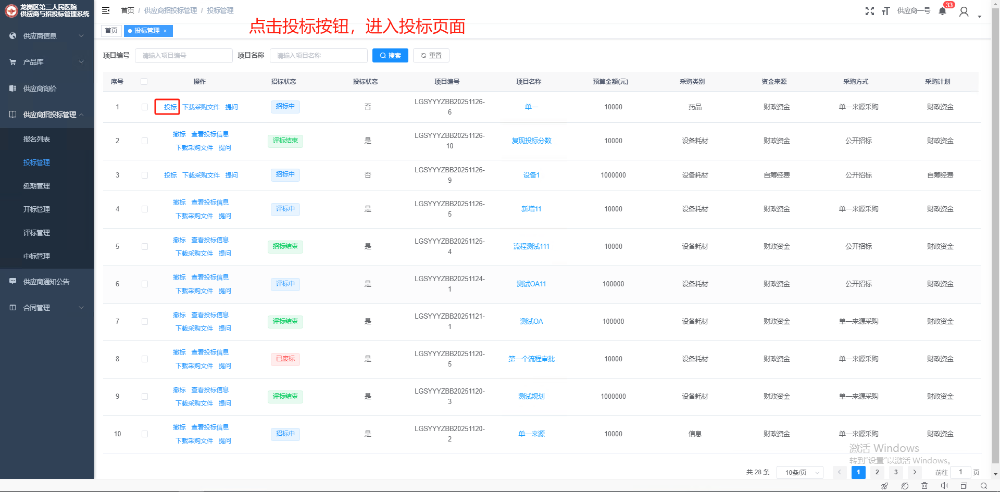 龙岗区第三人民医院
供应商与招投标管理系统
首页 / 供应商招投标管理 / 投标管理
供应商一号
33
首页
投标管理 ×
点击投标按钮，进入投标页面
供应商信息
产品库
供应商询价
供应商招投标管理
报名列表
投标管理
延期管理
开标管理
评标管理
中标管理
供应商通知公告
合同管理
项目编号 请输入项目编号 项目名称 请输入项目名称 搜索 重置
序号 操作 招标状态 投标状态 项目编号 项目名称 预算金额(元) 采购类别 资金来源 采购方式 采购计划
1 投标 下载采购文件 提问 招标中 否 LGSYYYZBB20251126-6 单一 10000 药品 财政资金 单一来源采购 财政资金
2 撤标 查看投标信息 下载采购文件 提问 评标结束 是 LGSYYYZBB20251126-10 复现投标分数 10000 设备耗材 财政资金 公开招标 财政资金
3 投标 下载采购文件 提问 招标中 否 LGSYYYZBB20251126-9 设备1 1000000 设备耗材 自筹经费 公开招标 自筹经费
4 撤标 查看投标信息 下载采购文件 提问 评标中 是 LGSYYYZBB20251126-5 新增11 10000 设备耗材 财政资金 单一来源采购 财政资金
5 撤标 查看投标信息 下载采购文件 提问 招标结束 是 LGSYYYZBB20251125-4 流程测试111 10000 设备耗材 财政资金 公开招标 财政资金
6 撤标 查看投标信息 下载采购文件 提问 评标中 是 LGSYYYZBB20251124-1 测试OA11 100000 设备耗材 财政资金 公开招标 财政资金
7 撤标 查看投标信息 下载采购文件 提问 评标结束 是 LGSYYYZBB20251121-1 测试OA 100000 设备耗材 财政资金 单一来源采购 财政资金
8 撤标 查看投标信息 下载采购文件 提问 已废标 是 LGSYYYZBB20251120-5 第一个流程审批 10000 设备耗材 财政资金 单一来源采购 财政资金
9 撤标 查看投标信息 下载采购文件 提问 评标结束 是 LGSYYYZBB20251120-3 测试规划 1000000 设备耗材 财政资金 单一来源采购 财政资金
10 撤标 查看投标信息 下载采购文件 提问 招标中 是 LGSYYYZBB20251120-2 单一来源 10000 信息 财政资金 单一来源采购 财政资金
激活 Windows
转到"设置"以激活 Windows。
共 28 条 10条/页 1 2 3 前往 1 页